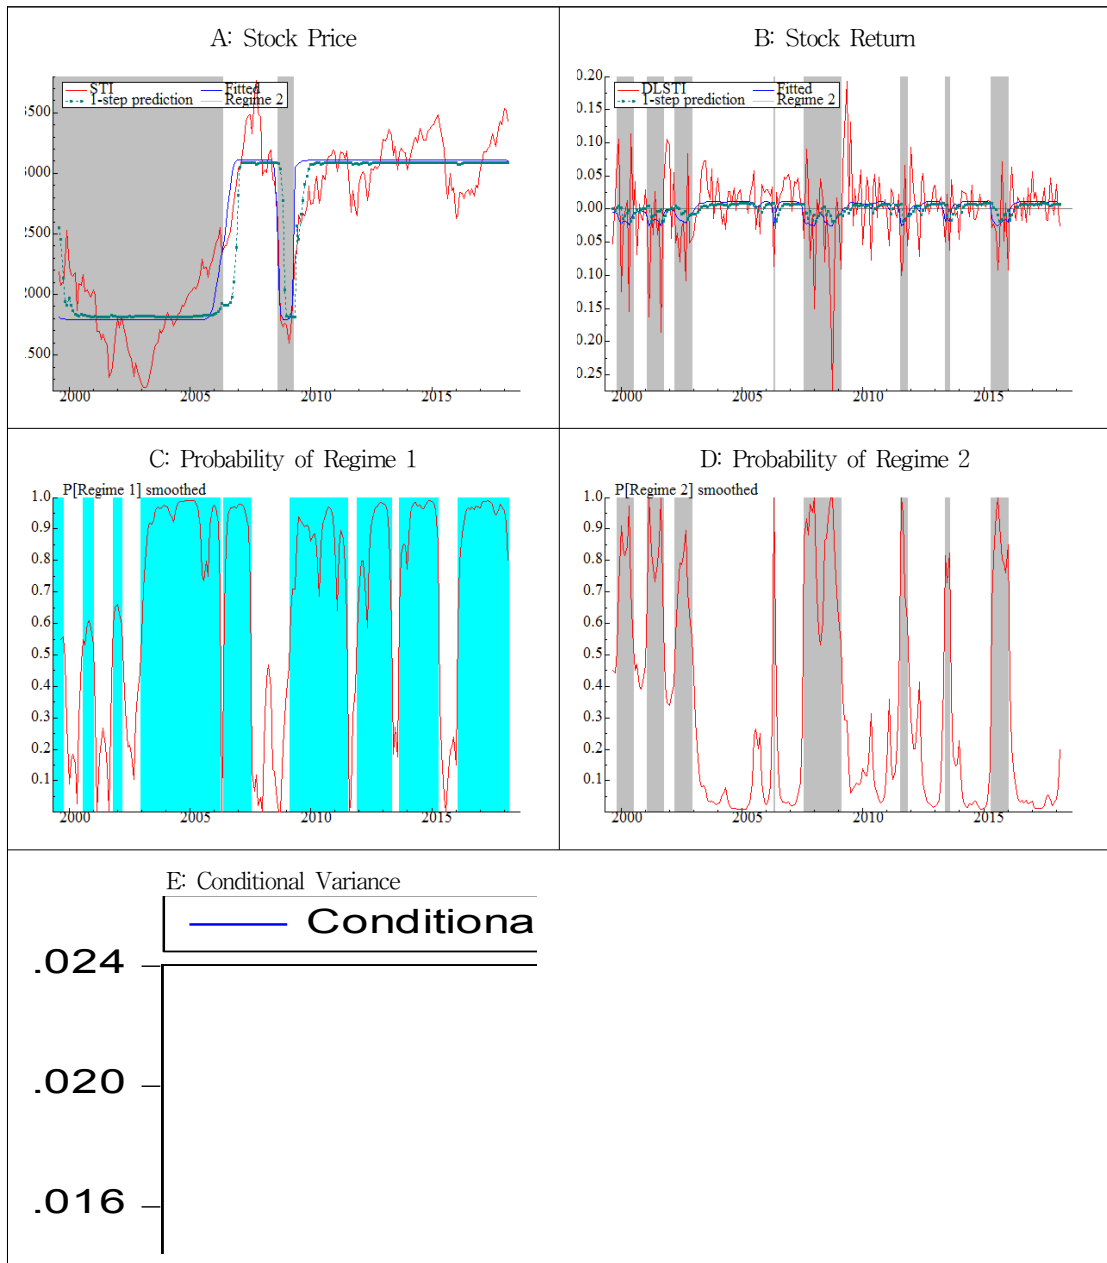 A: Stock Price
STI
Fitted
1-step prediction
Regime 2
3500
3000
2500
2000
1500
2000 2005 2010 2015
B: Stock Return
0.20
DLSTI
Fitted
1-step prediction
Regime 2
0.15
0.10
0.05
0.00
0.05
0.10
0.15
0.20
0.25
2000 2005 2010 2015
C: Probability of Regime 1
P[Regime 1] smoothed
1.0
0.9
0.8
0.7
0.6
0.5
0.4
0.3
0.2
0.1
2000 2005 2010 2015
D: Probability of Regime 2
P[Regime 2] smoothed
1.0
0.9
0.8
0.7
0.6
0.5
0.4
0.3
0.2
0.1
2000 2005 2010 2015
E: Conditional Variance
Conditiona
.024
.020
.016